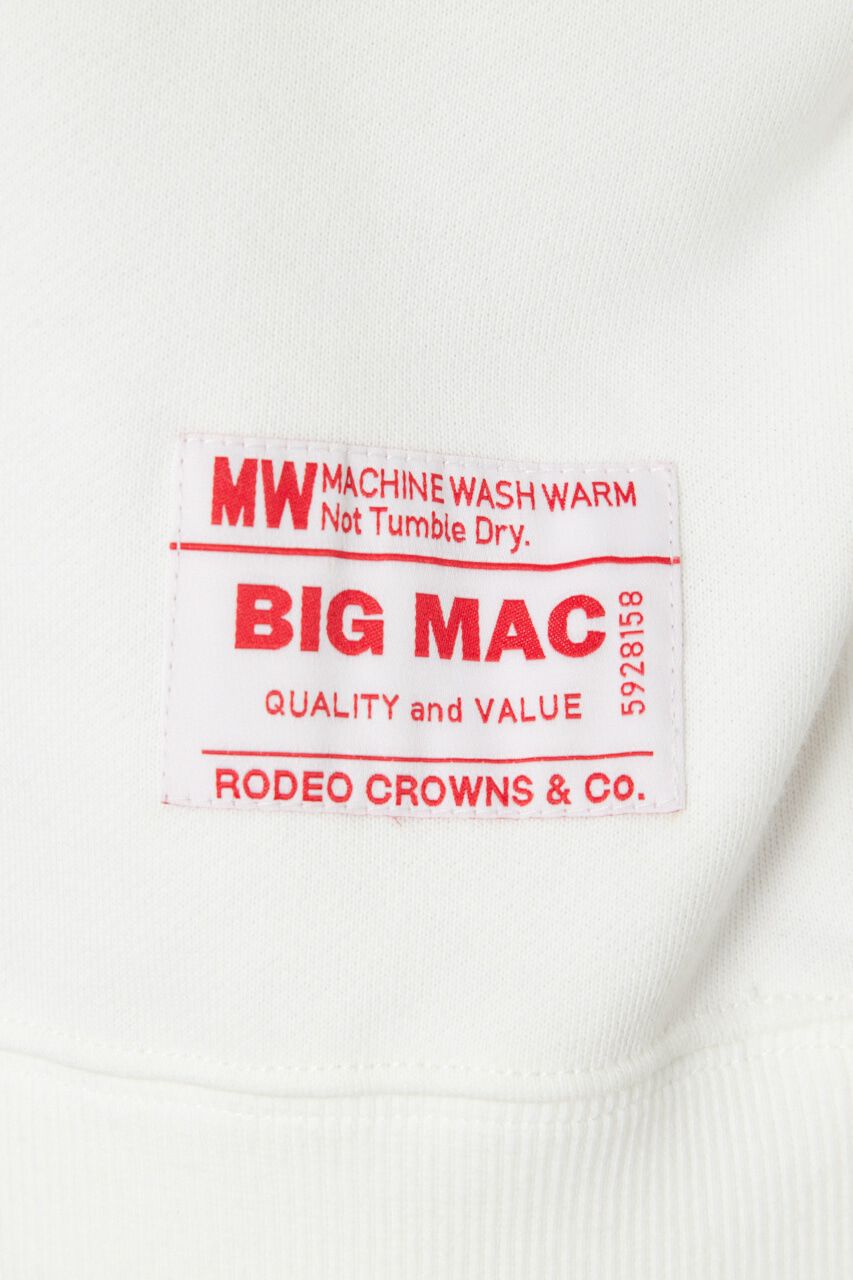 MW MACHINE WASH WARM
Not Tumble Dry.
BIG MAC
5928158
QUALITY and VALUE
RODEO CROWNS & Co.